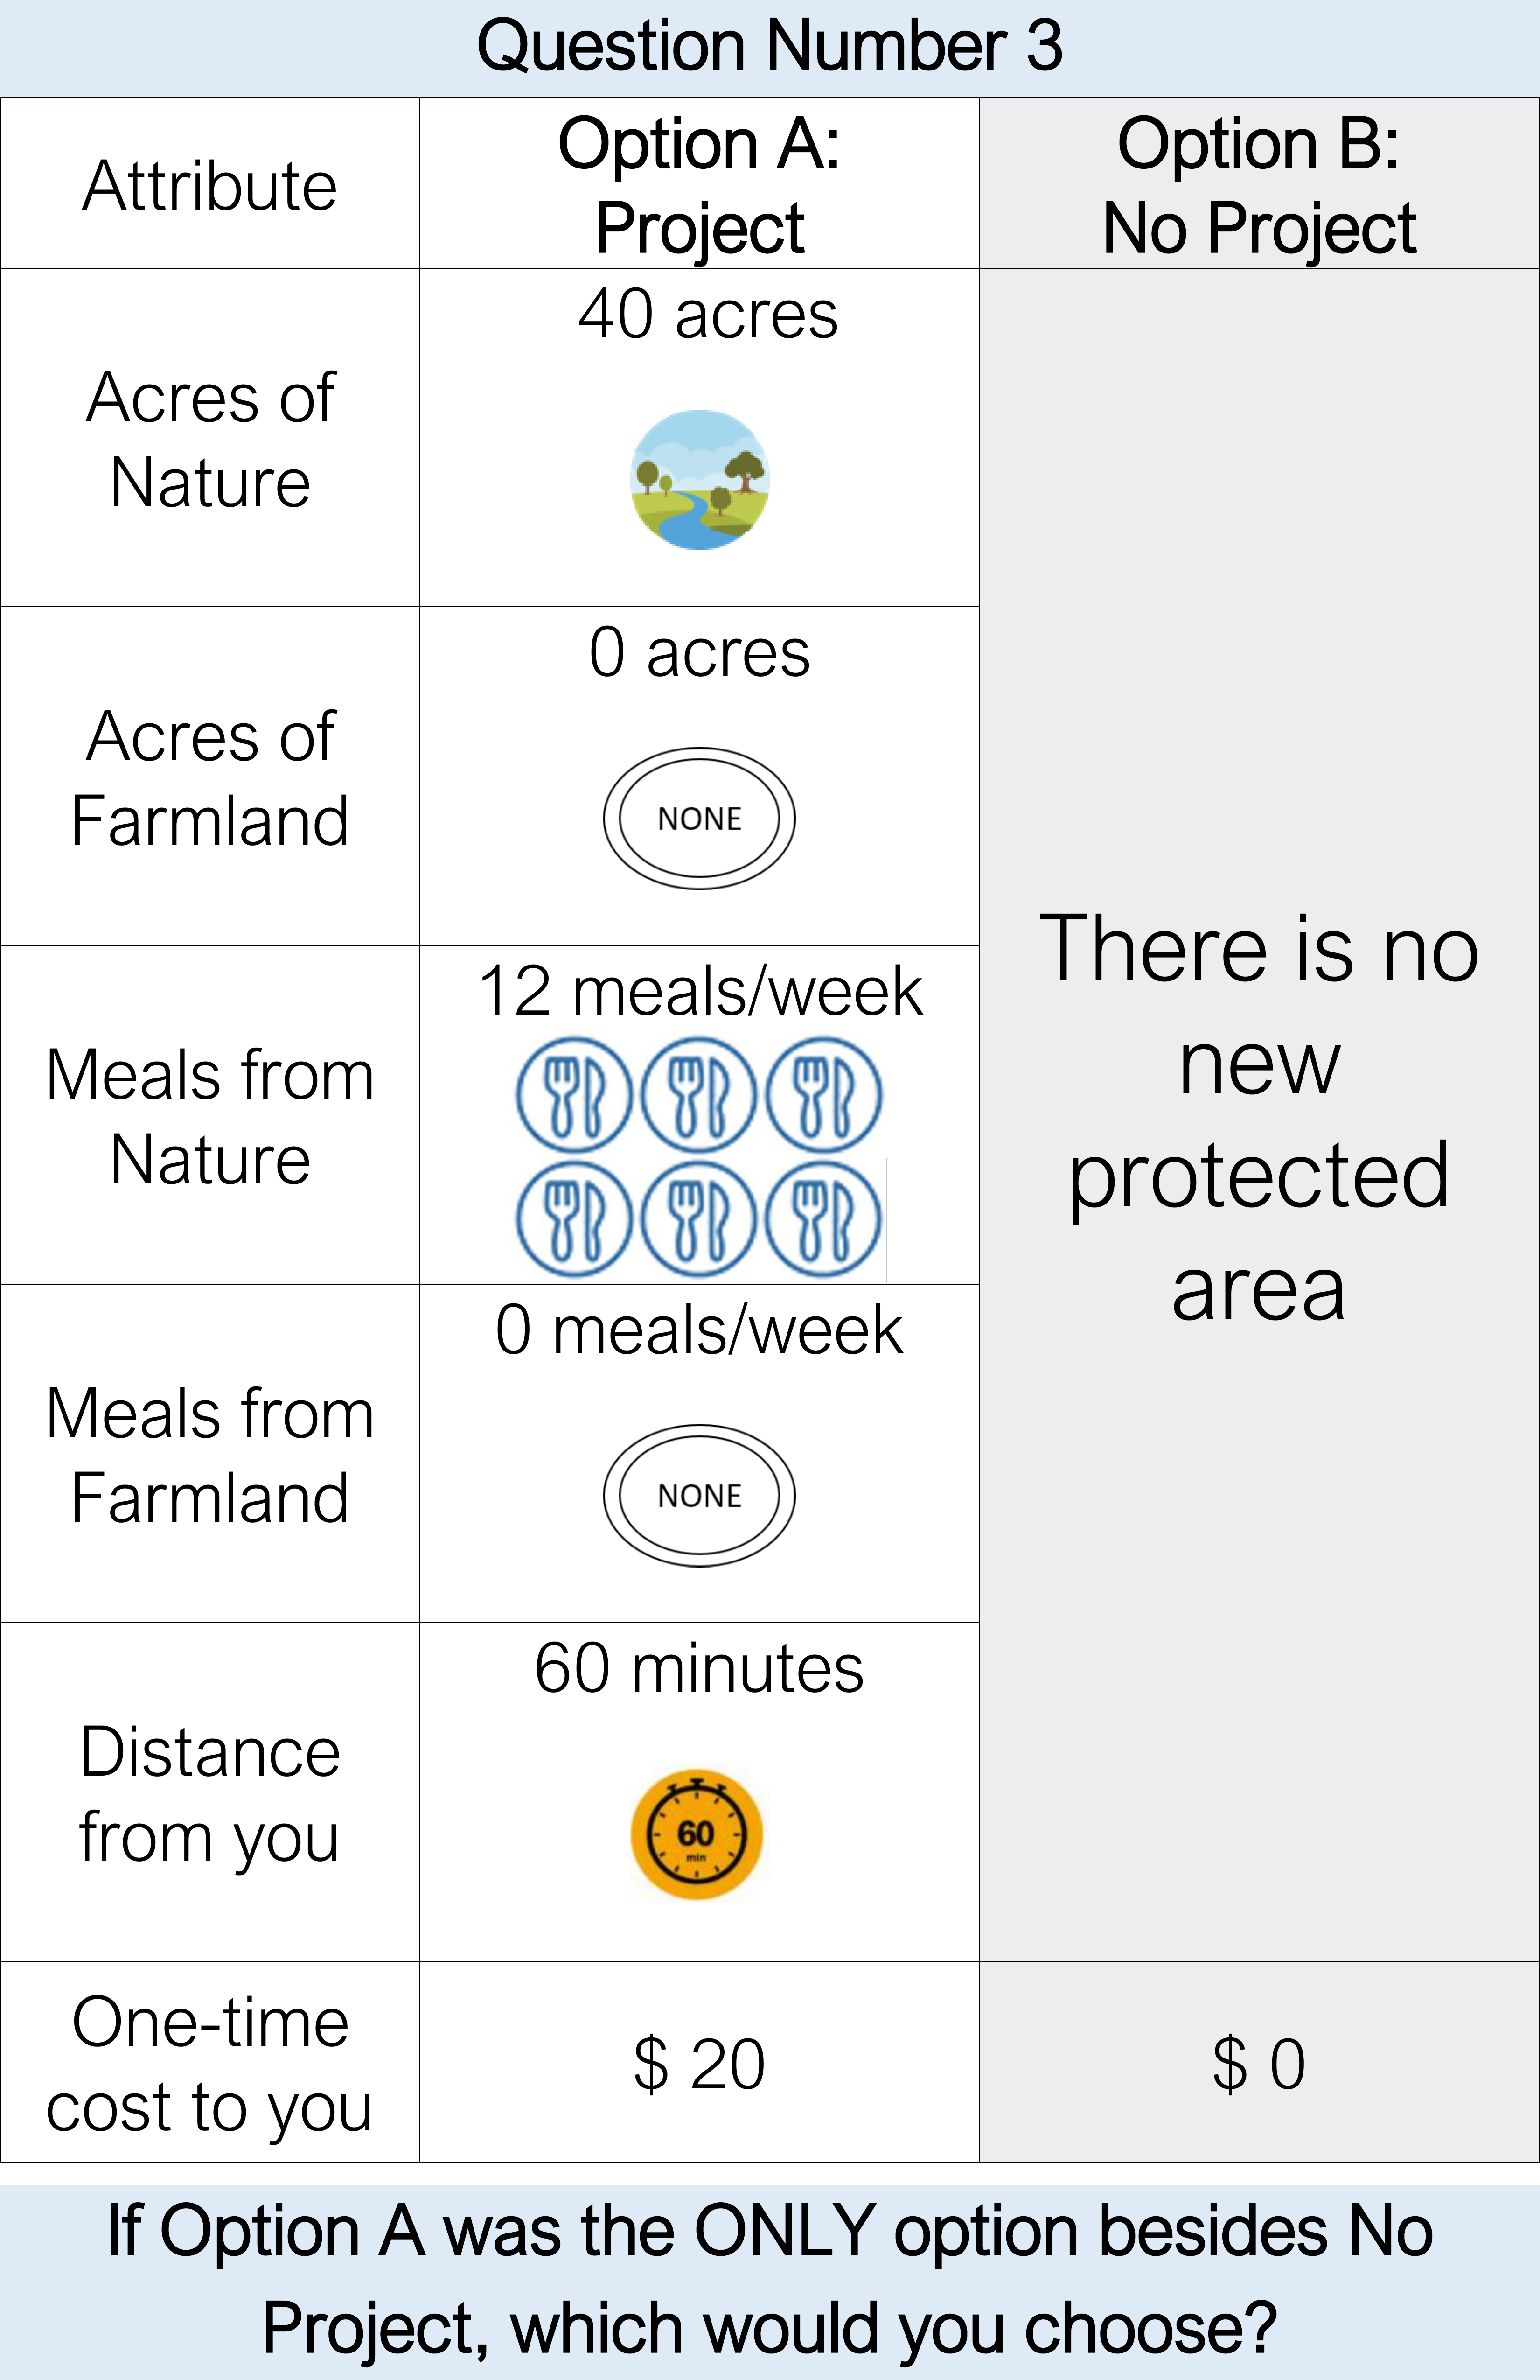 Question Number 3
Attribute
Option A:
Project
Option B:
No Project
Acres of
Nature
40 acres
Acres of
Farmland
0 acres
NONE
Meals from
Nature
12 meals/week
Meals from
Farmland
0 meals/week
NONE
Distance
from you
60 minutes
60
min
There is no
new
protected
area
One-time
cost to you
$ 20
$ 0
If Option A was the ONLY option besides No
Project, which would you choose?